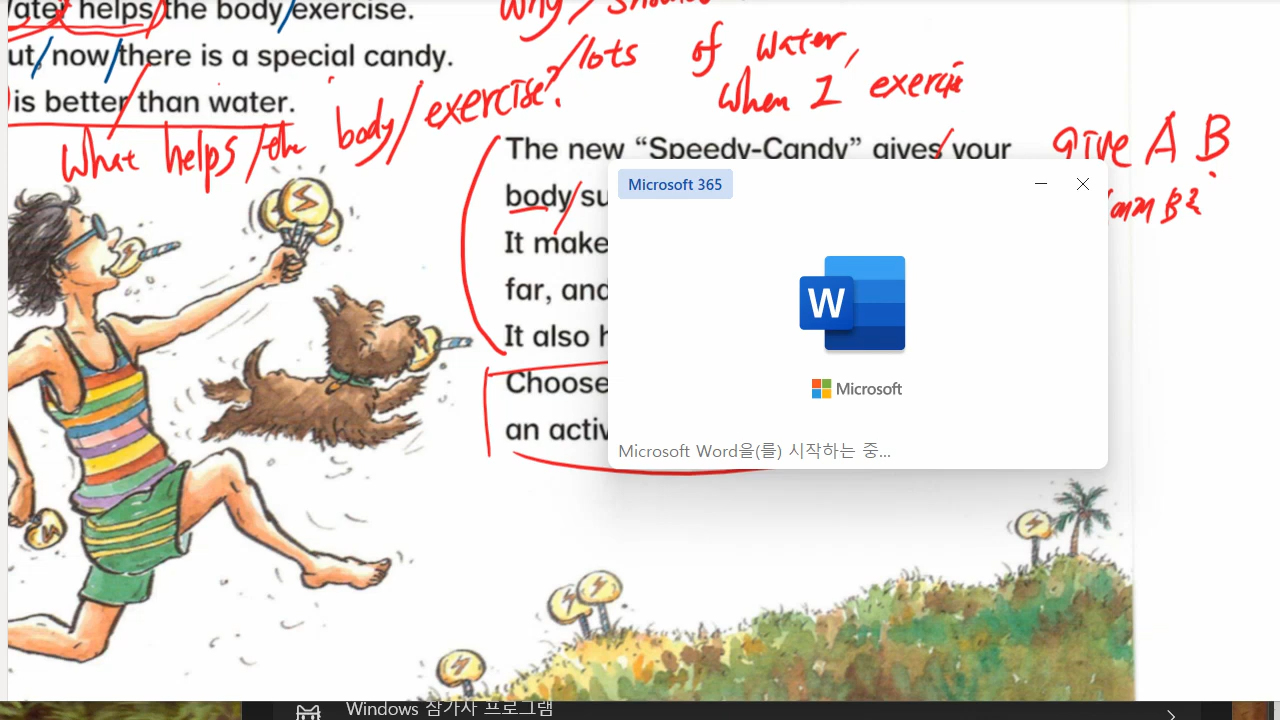 helps the body exercise.
ut, now there is a special candy.
is better than water.
why / should
lots of water,
when I exercis
what helps / the body / exercise?
The new “Speedy-Candy” gives your
body su
It make
far, and
It also h
Choose
an activ
give A B
Microsoft 365
W
Microsoft
Microsoft Word을(를) 시작하는 중...
Windows 참가자 프로그램